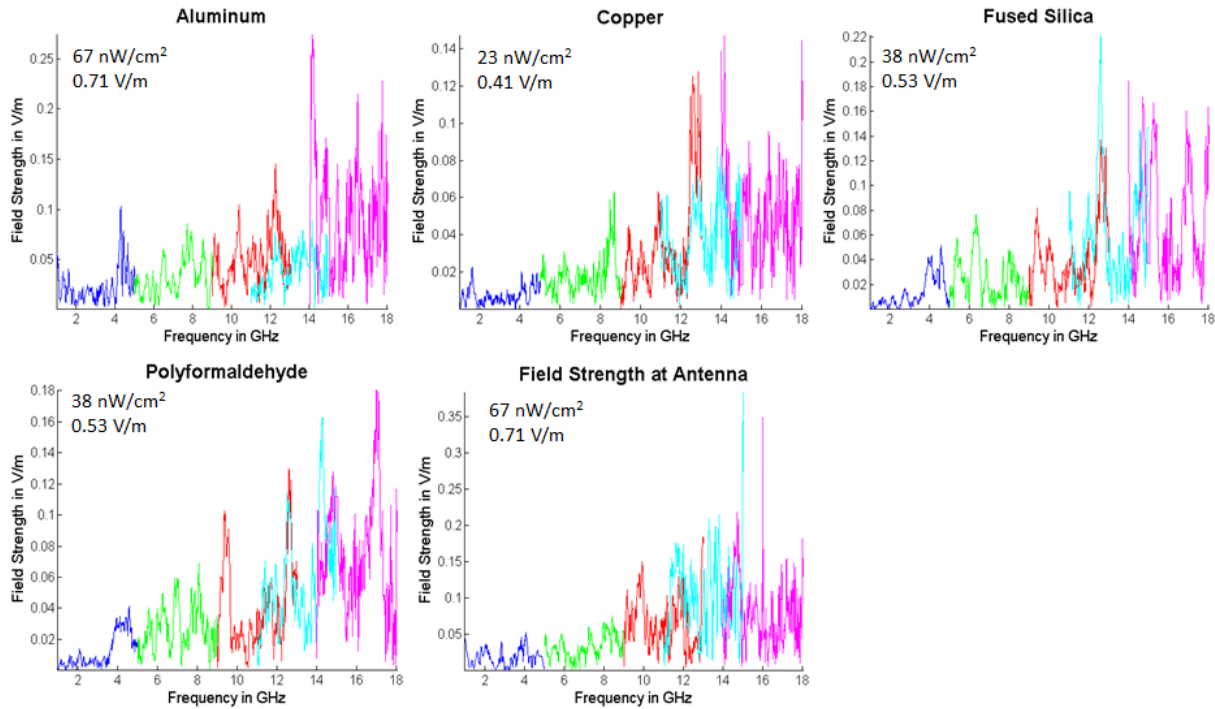 Aluminum
67 nW/cm²
0.71 V/m
Field Strength in V/m
0.25
0.2
0.15
0.1
0.05
2 4 6 8 10 12 14 16 18
Frequency in GHz
Copper
23 nW/cm²
0.41 V/m
Field Strength in V/m
0.14
0.12
0.1
0.08
0.06
0.04
0.02
2 4 6 8 10 12 14 16 18
Frequency in GHz
Fused Silica
38 nW/cm²
0.53 V/m
Field Strength in V/m
0.22
0.2
0.18
0.16
0.14
0.12
0.1
0.08
0.06
0.04
0.02
2 4 6 8 10 12 14 16 18
Frequency in GHz
Polyformaldehyde
38 nW/cm²
0.53 V/m
Field Strength in V/m
0.18
0.16
0.14
0.12
0.1
0.08
0.06
0.04
0.02
2 4 6 8 10 12 14 16 18
Frequency in GHz
Field Strength at Antenna
67 nW/cm²
0.71 V/m
Field Strength in V/m
0.35
0.3
0.25
0.2
0.15
0.1
0.05
2 4 6 8 10 12 14 16 18
Frequency in GHz